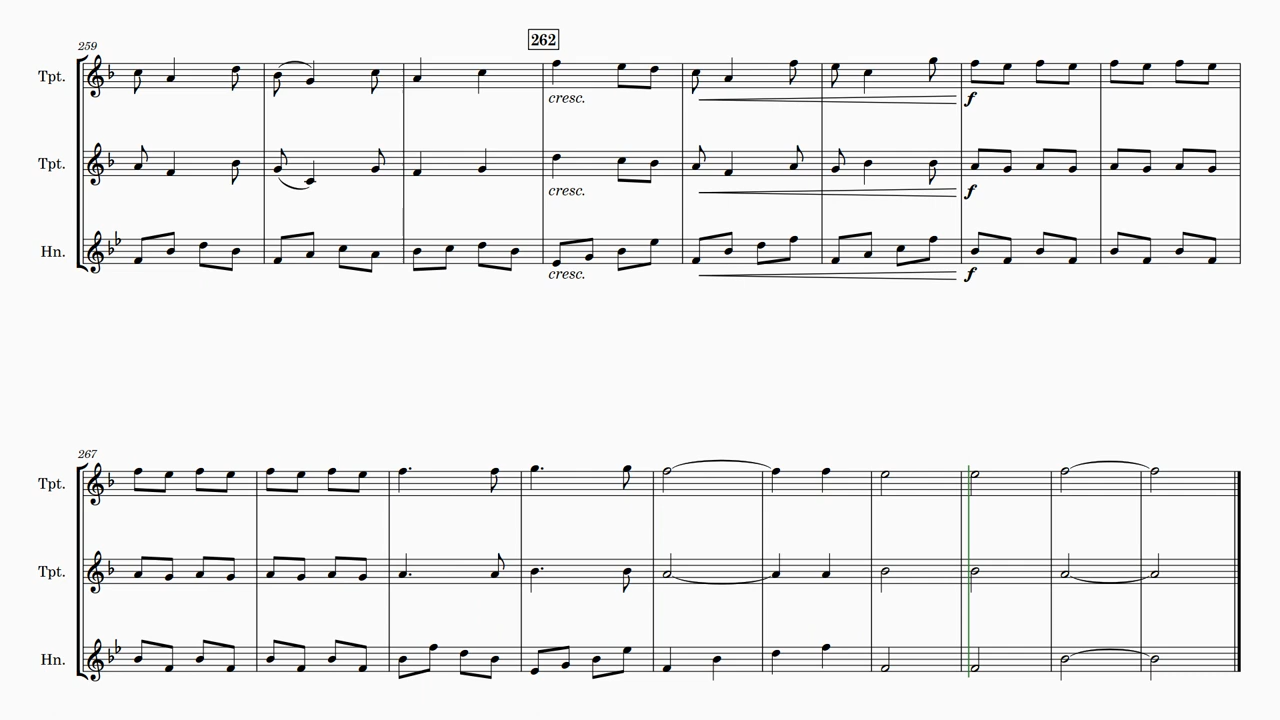 262
259
Tpt.
cresc.
f
Tpt.
cresc.
f
Hn.
cresc.
f
267
Tpt.
Tpt.
Hn.